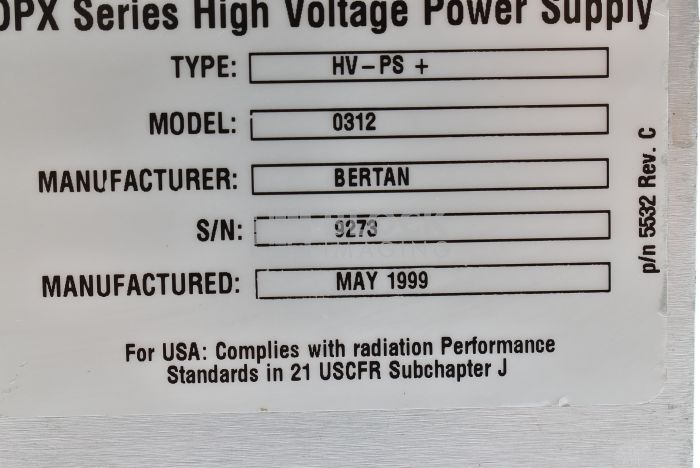 DPX Series High Voltage Power Supply
TYPE: HV-PS +
MODEL: 0312
MANUFACTURER: BERTAN
S/N: 9273
MANUFACTURED: MAY 1999
For USA: Complies with radiation Performance
Standards in 21 USCFR Subchapter J
p/n 5532 Rev. C
IMAGING